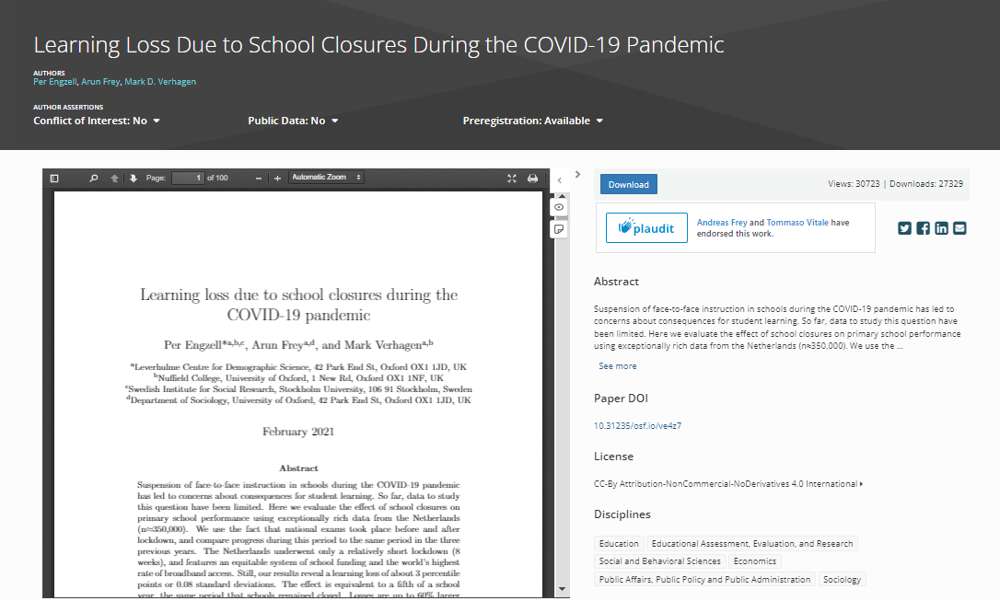 Learning Loss Due to School Closures During the COVID-19 Pandemic
AUTHORS
Per Engzell, Arun Frey, Mark D. Verhagen
AUTHOR ASSERTIONS
Conflict of Interest: No
Public Data: No
Preregistration: Available
Page: 1 of 100
Automatic Zoom
Learning loss due to school closures during the
COVID-19 pandemic
Per Engzell*a,b,c, Arun Freya,d, and Mark Verhagena,b
aLeverhulme Centre for Demographic Science, 42 Park End St, Oxford OX1 1JD, UK
bNuffield College, University of Oxford, 1 New Rd, Oxford OX1 1NF, UK
cSwedish Institute for Social Research, Stockholm University, 106 91 Stockholm, Sweden
dDepartment of Sociology, University of Oxford, 42 Park End St, Oxford OX1 1JD, UK
February 2021
Abstract
Suspension of face-to-face instruction in schools during the COVID-19 pandemic
has led to concerns about consequences for student learning. So far, data to study
this question have been limited. Here we evaluate the effect of school closures on
primary school performance using exceptionally rich data from the Netherlands
(n≈350,000). We use the fact that national exams took place before and after
lockdown, and compare progress during this period to the same period in the three
previous years. The Netherlands underwent only a relatively short lockdown (8
weeks), and features an equitable system of school funding and the world's highest
rate of broadband access. Still, our results reveal a learning loss of about 3 percentile
points or 0.08 standard deviations. The effect is equivalent to a fifth of a school
year, the same period that schools remained closed. Losses are up to 60% larger
Download
Views: 30723 | Downloads: 27329
plaudit
Andreas Frey and Tommaso Vitale have
endorsed this work.
Abstract
Suspension of face-to-face instruction in schools during the COVID-19 pandemic has led to
concerns about consequences for student learning. So far, data to study this question have
been limited. Here we evaluate the effect of school closures on primary school performance
using exceptionally rich data from the Netherlands (n≈350,000). We use the ...
See more
Paper DOI
10.31235/osf.io/ve4z7
License
CC-By Attribution-NonCommercial-NoDerivatives 4.0 International
Disciplines
Education
Educational Assessment, Evaluation, and Research
Social and Behavioral Sciences
Economics
Public Affairs, Public Policy and Public Administration
Sociology